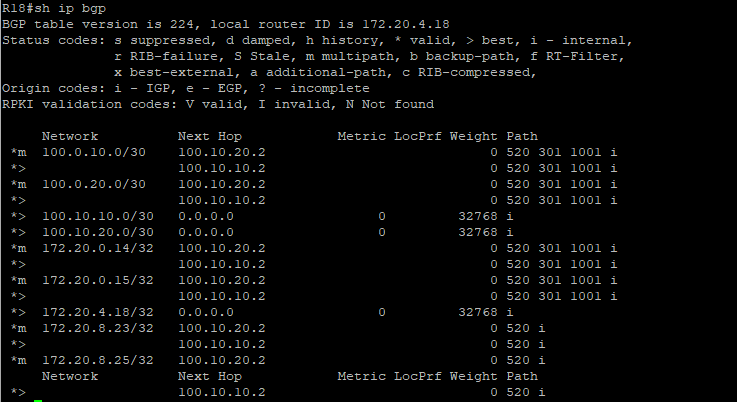 R18#sh ip bgp
BGP table version is 224, local router ID is 172.20.4.18
Status codes: s suppressed, d damped, h history, * valid, > best, i - internal,
              r RIB-failure, S Stale, m multipath, b backup-path, f RT-Filter,
              x best-external, a additional-path, c RIB-compressed,
Origin codes: i - IGP, e - EGP, ? - incomplete
RPKI validation codes: V valid, I invalid, N Not found
     Network          Next Hop            Metric LocPrf Weight Path
 *m  100.0.10.0/30    100.10.20.2                            0 520 301 1001 i
 *>                   100.10.10.2                            0 520 301 1001 i
 *m  100.0.20.0/30    100.10.20.2                            0 520 301 1001 i
 *>                   100.10.10.2                            0 520 301 1001 i
 *>  100.10.10.0/30   0.0.0.0                  0         32768 i
 *>  100.10.20.0/30   0.0.0.0                  0         32768 i
 *m  172.20.0.14/32   100.10.20.2                            0 520 301 1001 i
 *>                   100.10.10.2                            0 520 301 1001 i
 *m  172.20.0.15/32   100.10.20.2                            0 520 301 1001 i
 *>                   100.10.10.2                            0 520 301 1001 i
 *>  172.20.4.18/32   0.0.0.0                  0         32768 i
 *m  172.20.8.23/32   100.10.20.2                            0 520 i
 *>                   100.10.10.2                            0 520 i
 *m  172.20.8.25/32   100.10.20.2                            0 520 i
     Network          Next Hop            Metric LocPrf Weight Path
 *>                   100.10.10.2                            0 520 i